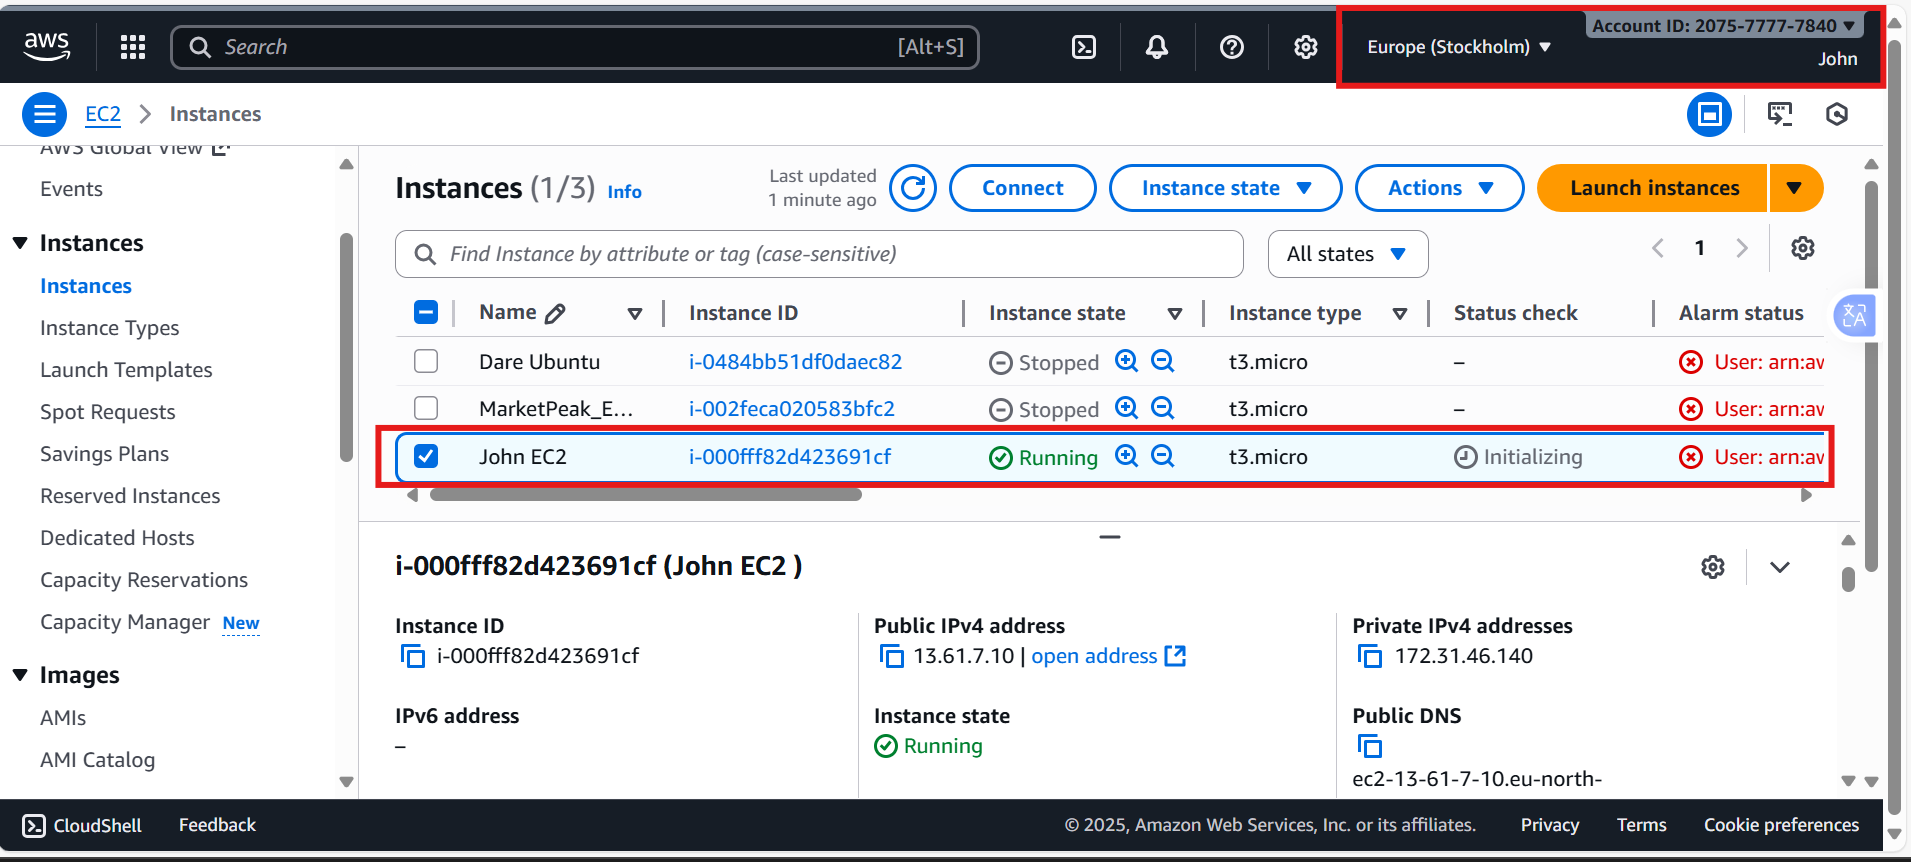 aws
Search [Alt+S]
Europe (Stockholm)
Account ID: 2075-7777-7840
John
EC2 Instances
AWS Global View
Events
Instances
Instances
Instance Types
Launch Templates
Spot Requests
Savings Plans
Reserved Instances
Dedicated Hosts
Capacity Reservations
Capacity Manager New
Images
AMIs
AMI Catalog
Instances (1/3) Info
Last updated
1 minute ago
Connect
Instance state
Actions
Launch instances
Find Instance by attribute or tag (case-sensitive)
All states
1
Name Instance ID Instance state Instance type Status check Alarm status
Dare Ubuntu i-0484bb51df0daec82 Stopped t3.micro – User: arn:aw
MarketPeak_E... i-002feca020583bfc2 Stopped t3.micro – User: arn:aw
John EC2 i-000fff82d423691cf Running t3.micro Initializing User: arn:aw
i-000fff82d423691cf (John EC2 )
Instance ID
i-000fff82d423691cf
Public IPv4 address
13.61.7.10 | open address
Private IPv4 addresses
172.31.46.140
IPv6 address
–
Instance state
Running
Public DNS
ec2-13-61-7-10.eu-north-
CloudShell Feedback © 2025, Amazon Web Services, Inc. or its affiliates. Privacy Terms Cookie preferences